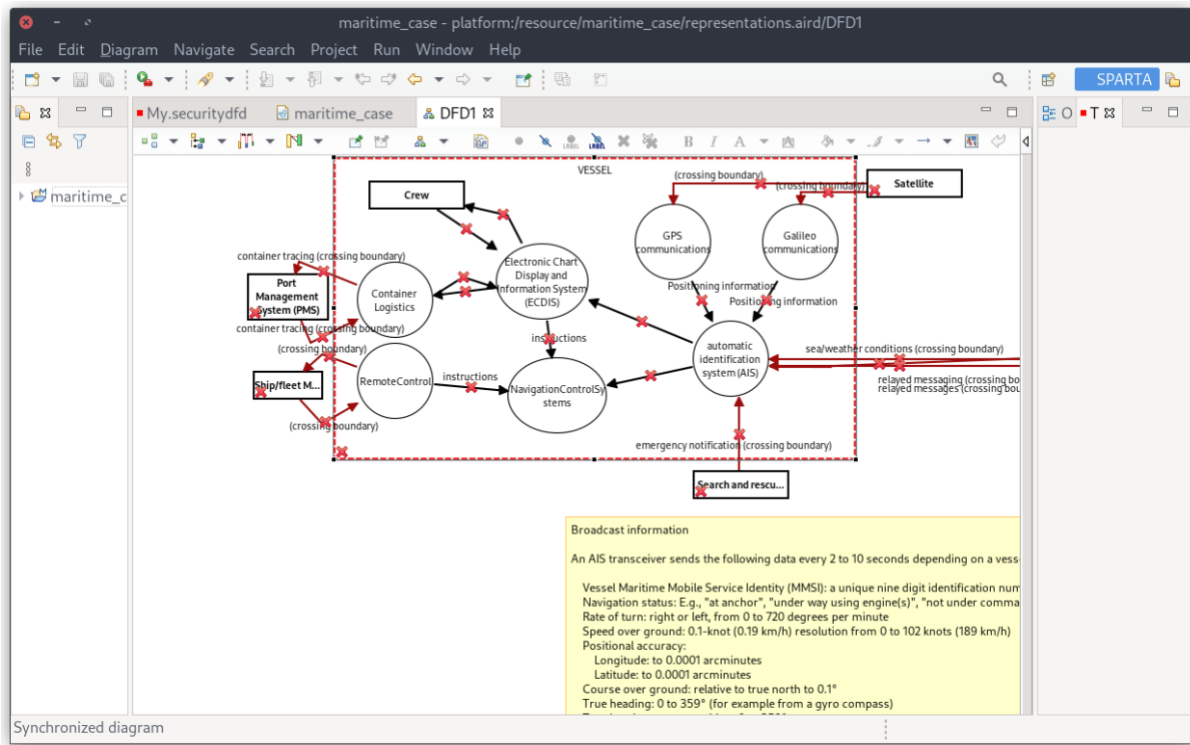 maritime_case - platform:/resource/maritime_case/representations.aird/DFD1
File Edit Diagram Navigate Search Project Run Window Help
SPARTA
My.securitydfd
maritime_case
DFD1
O
T
B I A
maritime_c
VESSEL
Crew
(crossing boundary)
Satellite
(crossing boundary)
GPS
communications
Galileo
communications
container tracing (crossing boundary)
Electronic Chart
Display and
Information System
(ECDIS)
Port
Management
System (PMS)
Container
Logistics
Positioning information
Positioning information
container tracing (crossing boundary)
instructions
automatic
identification
system (AIS)
(crossing boundary)
sea/weather conditions (crossing boundary)
Ship/fleet M...
RemoteControl
instructions
NavigationControlSy
stems
relayed messaging (crossing bo
relayed messages (crossing bou
(crossing boundary)
emergency notification (crossing boundary)
Search and rescu...
Broadcast information
An AIS transceiver sends the following data every 2 to 10 seconds depending on a vess
Vessel Maritime Mobile Service Identity (MMSI): a unique nine digit identification num
Navigation status: E.g., "at anchor", "under way using engine(s)", "not under comma
Rate of turn: right or left, from 0 to 720 degrees per minute
Speed over ground: 0.1-knot (0.19 km/h) resolution from 0 to 102 knots (189 km/h)
Positional accuracy:
Longitude: to 0.0001 arcminutes
Latitude: to 0.0001 arcminutes
Course over ground: relative to true north to 0.1°
True heading: 0 to 359° (for example from a gyro compass)
Synchronized diagram